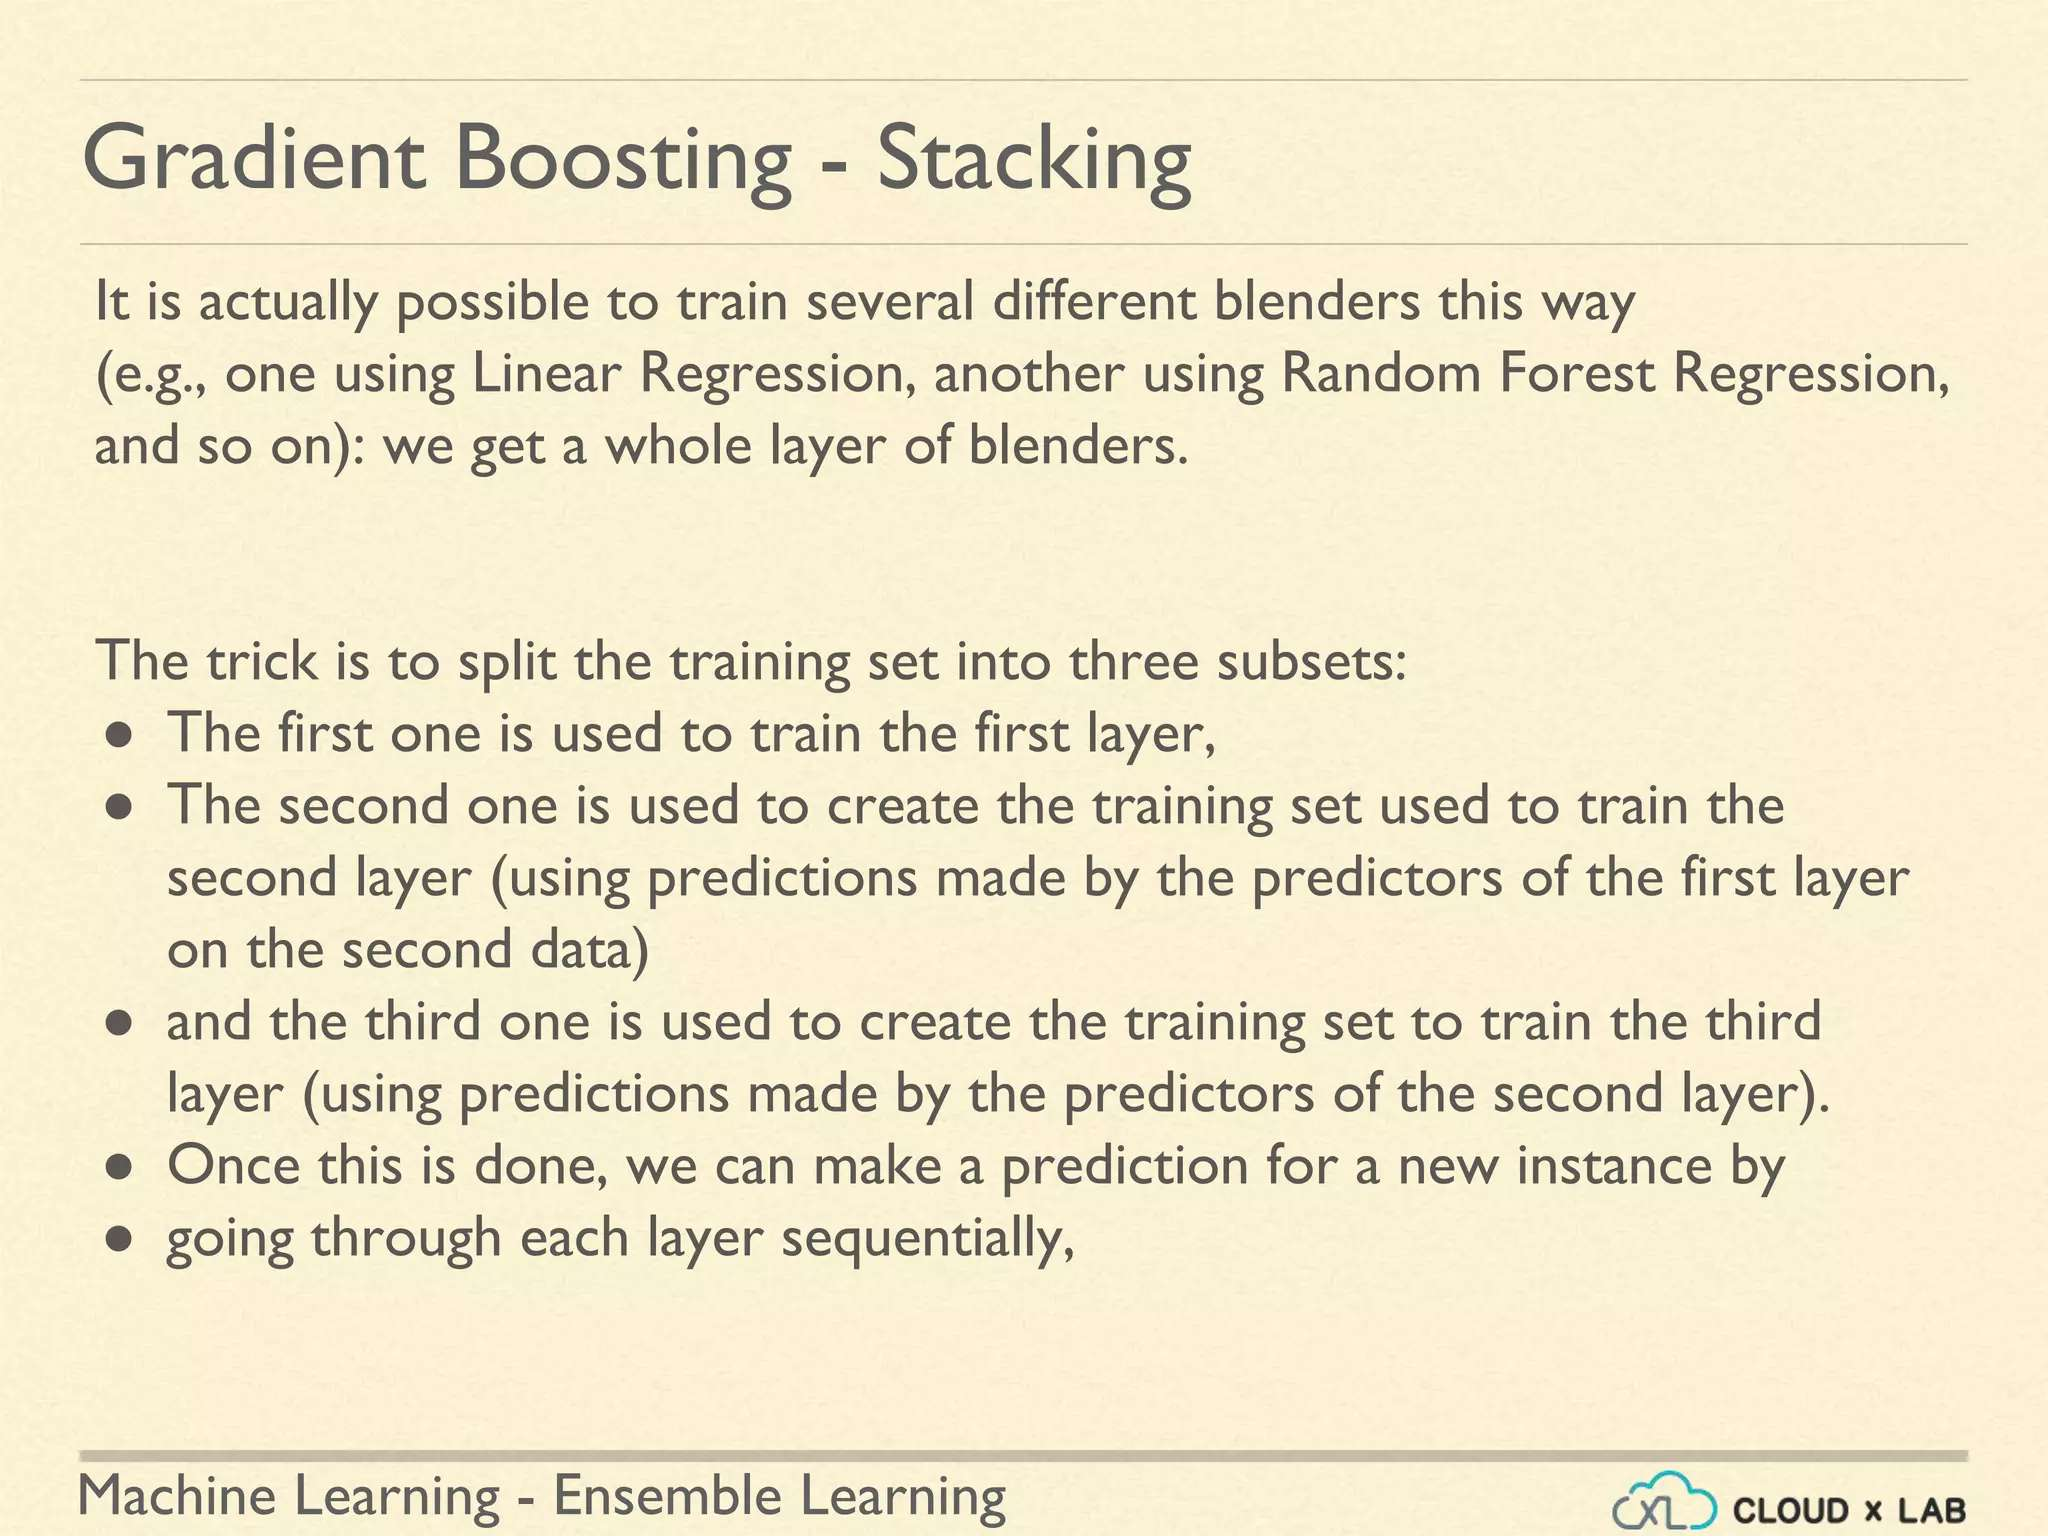 Gradient Boosting - Stacking
It is actually possible to train several different blenders this way
(e.g., one using Linear Regression, another using Random Forest Regression,
and so on): we get a whole layer of blenders.
The trick is to split the training set into three subsets:
● The first one is used to train the first layer,
● The second one is used to create the training set used to train the
second layer (using predictions made by the predictors of the first layer
on the second data)
● and the third one is used to create the training set to train the third
layer (using predictions made by the predictors of the second layer).
● Once this is done, we can make a prediction for a new instance by
● going through each layer sequentially,
Machine Learning - Ensemble Learning
CXL CLOUD x LAB